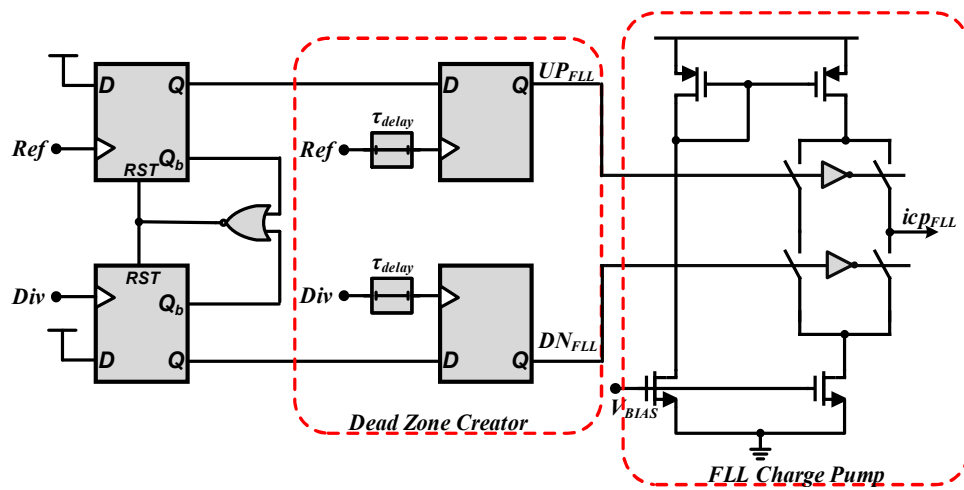 D Q
Ref
Q_b
RST
RST
Div
Q_b
D Q
D Q
UP_FLL
τ_delay
Ref
τ_delay
Div
DN_FLL
D Q
Dead Zone Creator
icp_FLL
V_BIAS
FLL Charge Pump